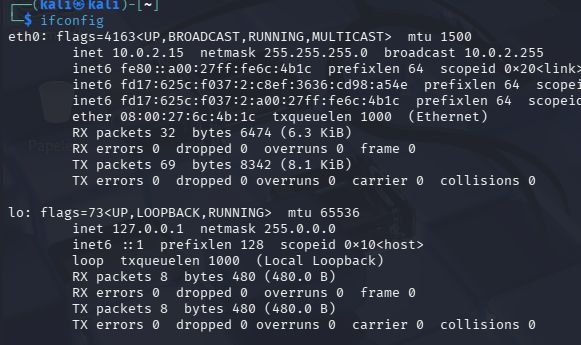 ┌──(kali㉿kali)-[~]
└─$ ifconfig
eth0: flags=4163<UP,BROADCAST,RUNNING,MULTICAST>  mtu 1500
        inet 10.0.2.15  netmask 255.255.255.0  broadcast 10.0.2.255
        inet6 fe80::a00:27ff:fe6c:4b1c  prefixlen 64  scopeid 0x20<link>
        inet6 fd17:625c:f037:2:c8ef:3636:cd98:a54e  prefixlen 64  scopei
        inet6 fd17:625c:f037:2:a00:27ff:fe6c:4b1c  prefixlen 64  scopeid
        ether 08:00:27:6c:4b:1c  txqueuelen 1000  (Ethernet)
        RX packets 32  bytes 6474 (6.3 KiB)
        RX errors 0  dropped 0  overruns 0  frame 0
        TX packets 69  bytes 8342 (8.1 KiB)
        TX errors 0  dropped 0 overruns 0  carrier 0  collisions 0

lo: flags=73<UP,LOOPBACK,RUNNING>  mtu 65536
        inet 127.0.0.1  netmask 255.0.0.0
        inet6 ::1  prefixlen 128  scopeid 0x10<host>
        loop  txqueuelen 1000  (Local Loopback)
        RX packets 8  bytes 480 (480.0 B)
        RX errors 0  dropped 0  overruns 0  frame 0
        TX packets 8  bytes 480 (480.0 B)
        TX errors 0  dropped 0 overruns 0  carrier 0  collisions 0